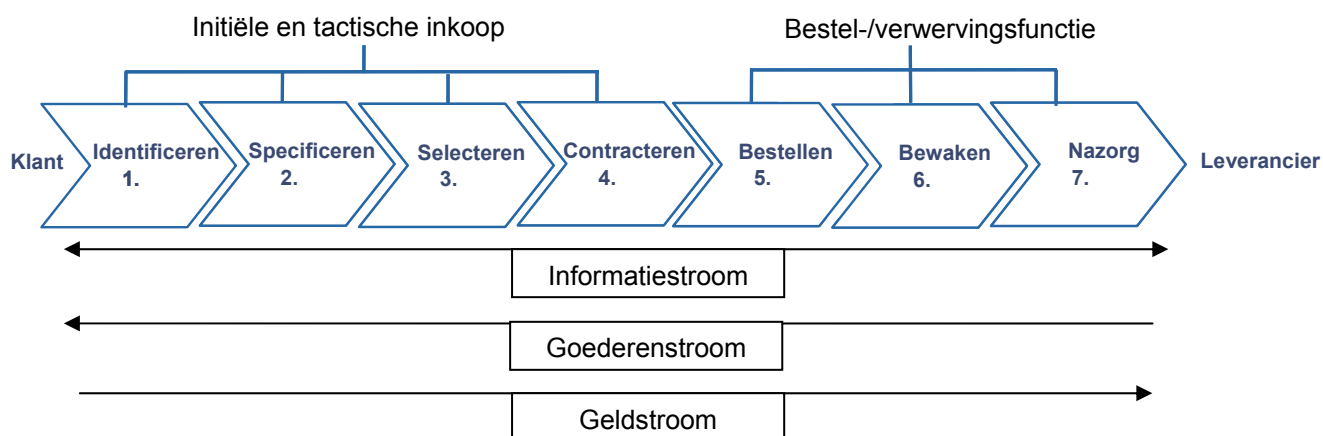 Initiële en tactische inkoop
Bestel-/verwervingsfunctie
Klant
Identificeren
1.
Specificeren
2.
Selecteren
3.
Contracteren
4.
Bestellen
5.
Bewaken
6.
Nazorg
7.
Leverancier
Informatiestroom
Goederenstroom
Geldstroom